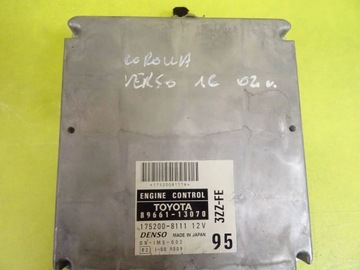 COROLLA
VERSO 1.6 02 r.
*1752008111N*
ENGINE CONTROL
TOYOTA
89661-13070
175200-8111 12V
DENSO MADE IN JAPAN
3ZZ-FE
95